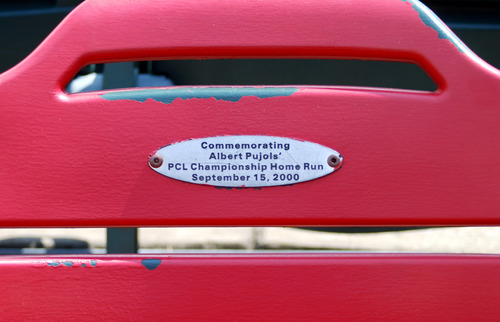 Commemorating
Albert Pujols'
PCL Championship Home Run
September 15, 2000